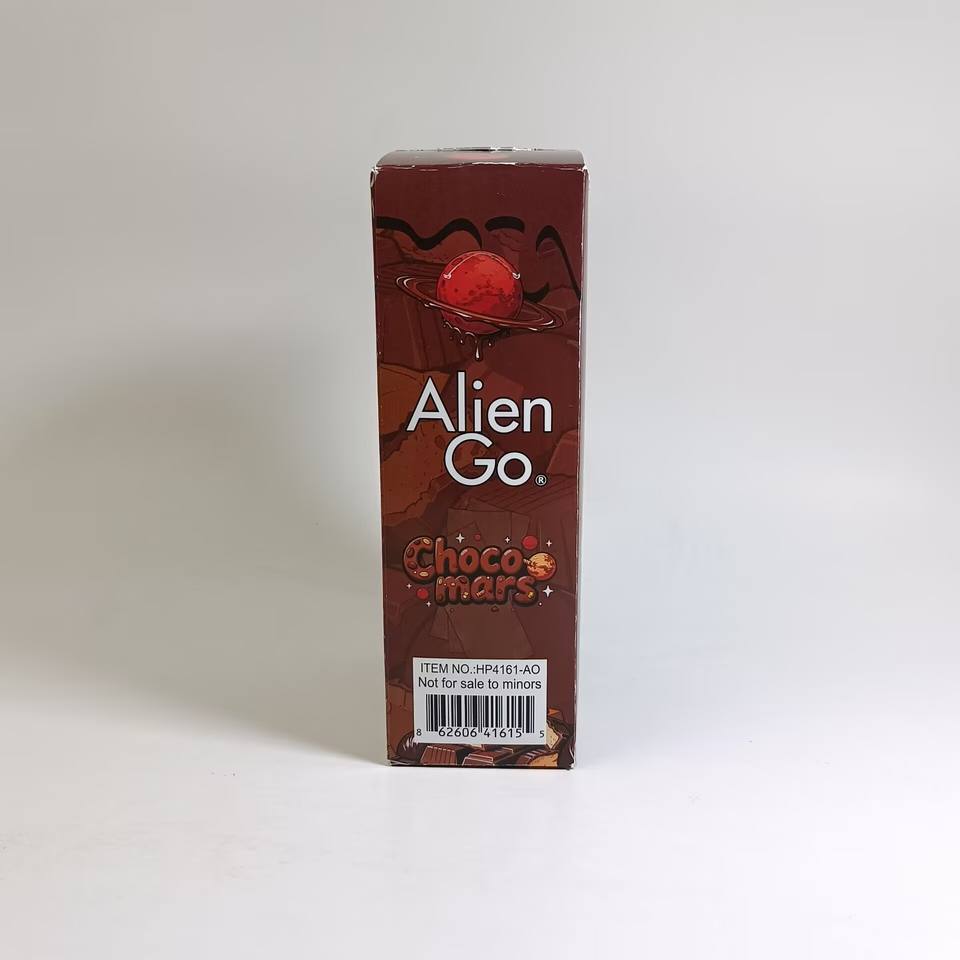 Alien
Go®
Choco
mars
ITEM NO.:HP4161-AO
Not for sale to minors
8 62606 41615 5